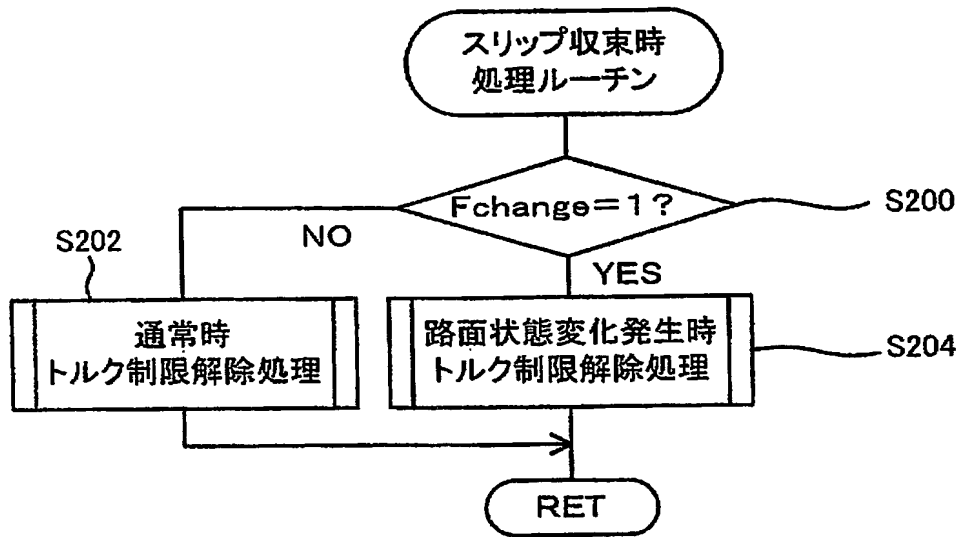 スリップ収束時
処理ルーチン
Fchange=1?
S200
NO
YES
S202
通常時
トルク制限解除処理
路面状態変化発生時
トルク制限解除処理
S204
RET